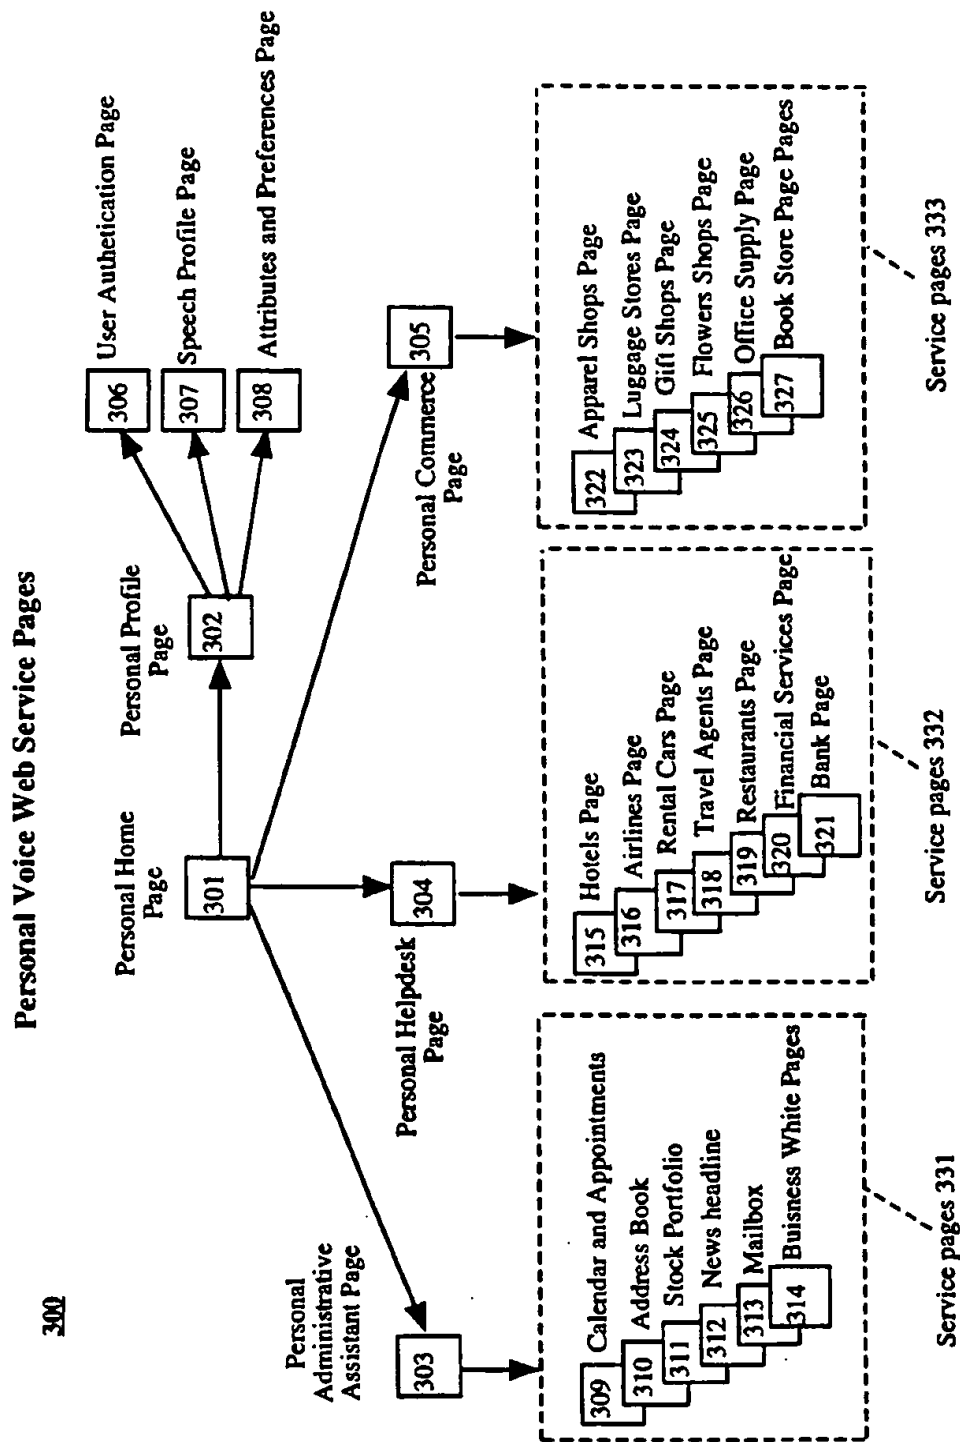 Personal Voice Web Service Pages
300
Personal Home
Page
301
Personal Profile
Page
302
306
User Authetication Page
307
Speech Profile Page
308
Attributes and Preferences Page
Personal
Administrative
Assistant Page
303
Personal Helpdesk
Page
304
Personal Commerce
Page
305
309 Calendar and Appointments
310 Address Book
311 Stock Portfolio
312 News headline
313 Mailbox
314 Buisness White Pages
Service pages 331
315 Hotels Page
316 Airlines Page
317 Rental Cars Page
318 Travel Agents Page
319 Restaurants Page
320 Financial Services Page
321 Bank Page
Service pages 332
322 Apparel Shops Page
323 Luggage Stores Page
324 Gift Shops Page
325 Flowers Shops Page
326 Office Supply Page
327 Book Store Page Pages
Service pages 333